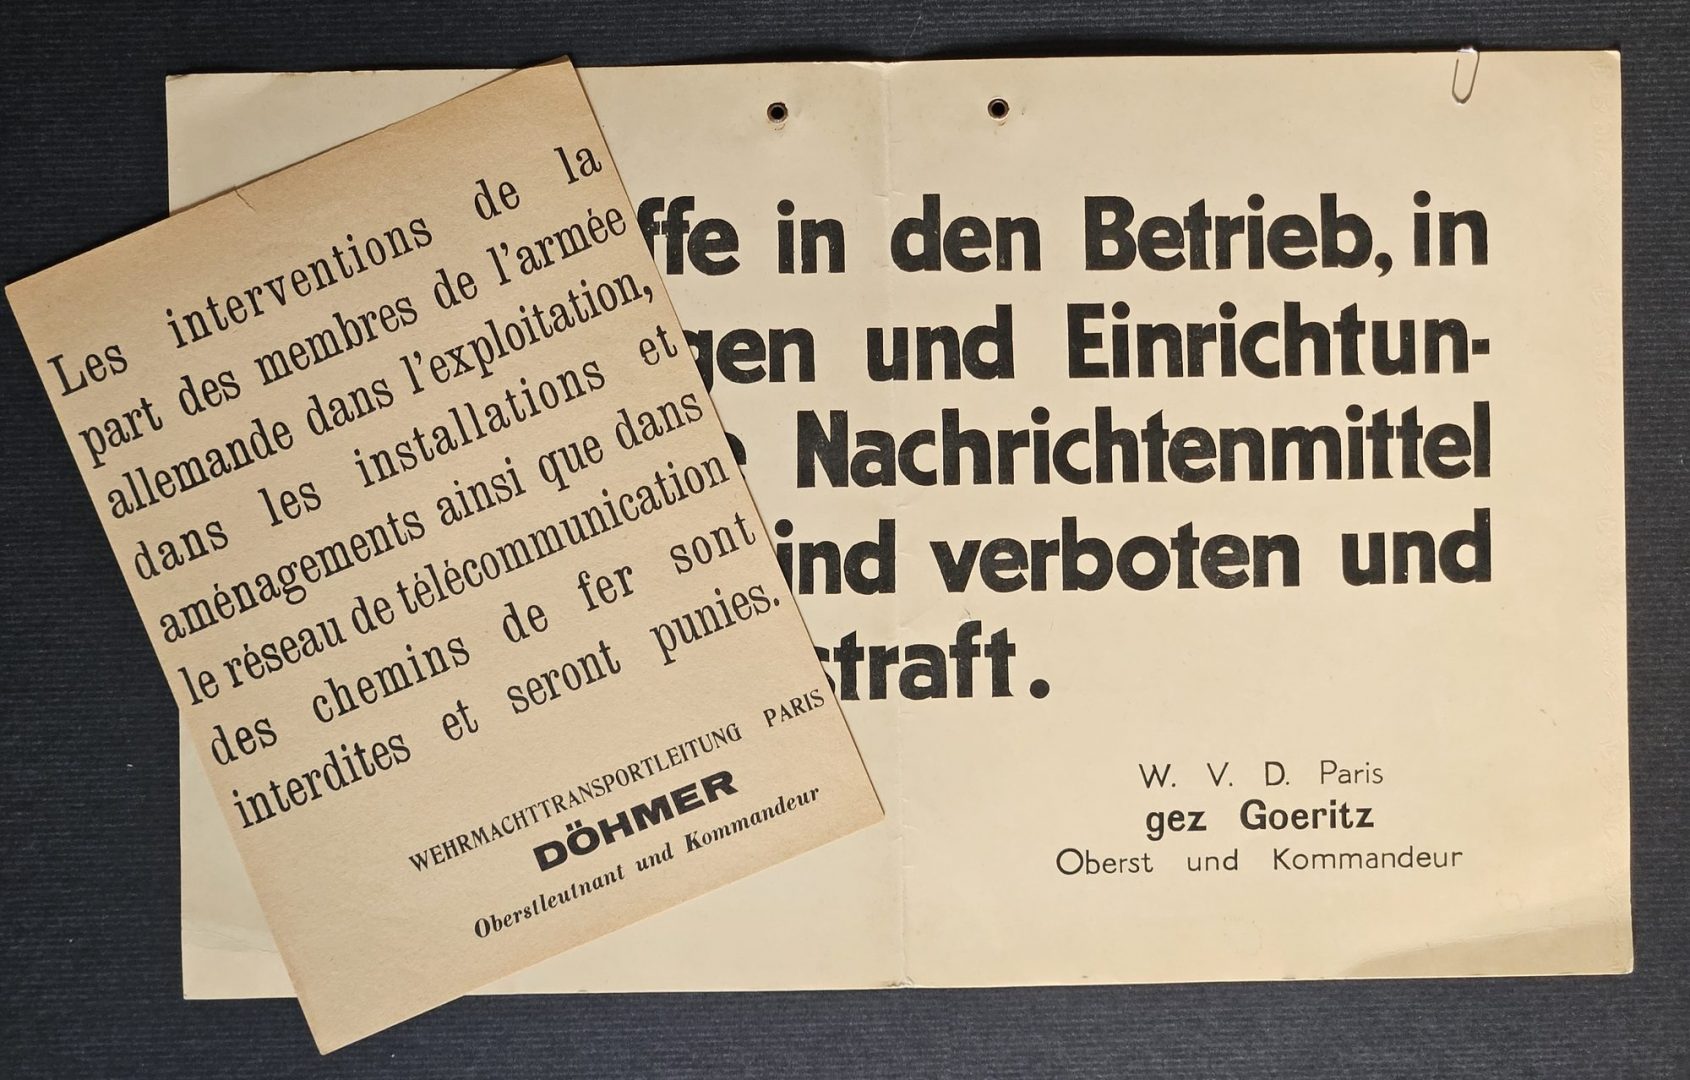 Les interventions de la
part des membres de l'armée
allemande dans l'exploitation,
dans les installations et
aménagements ainsi que dans
le réseau de télécommunication
des chemins de fer sont
interdites et seront punies.
WEHRMACHTTRANSPORTLEITUNG PARIS
DÖHMER
Oberstleutnant und Kommandeur
ffe in den Betrieb, in
gen und Einrichtun-
Nachrichtenmittel
ind verboten und
straft.
W. V. D. Paris
gez Goeritz
Oberst und Kommandeur